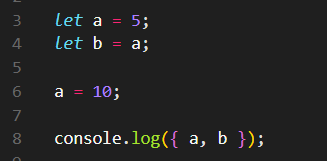 3 let a = 5;
4 let b = a;
5
6 a = 10;
7
8 console.log({ a, b });